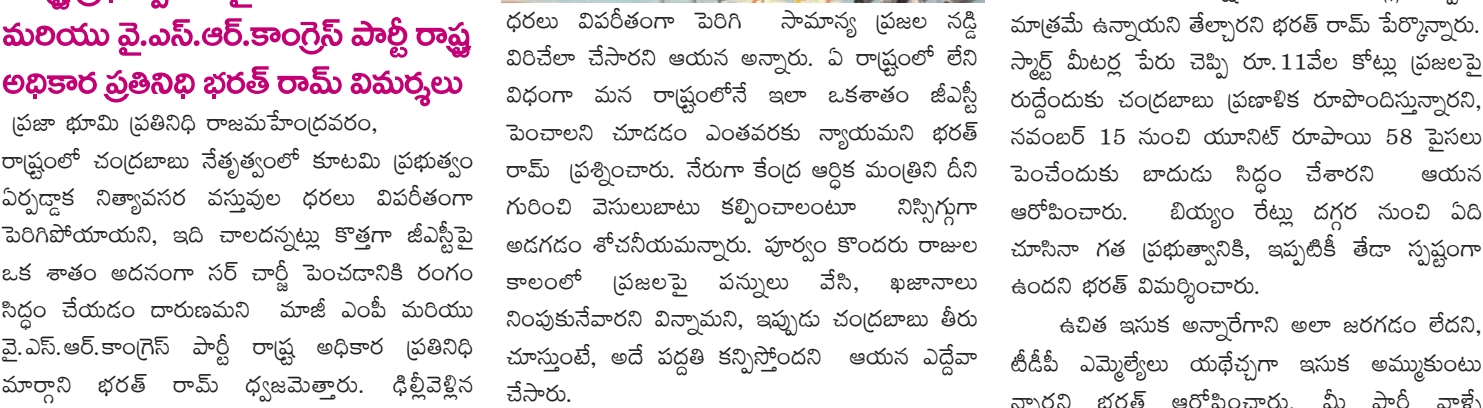 మరియు వై.ఎస్.ఆర్.కాంగ్రెస్ పార్టీ రాష్ట్ర
అధికార ప్రతినిధి భరత్ రామ్ విమర్శలు
ప్రజా భూమి ప్రతినిధి రాజమహేంద్రవరం,
రాష్ట్రంలో చంద్రబాబు నేతృత్వంలో కూటమి ప్రభుత్వం
ఏర్పడ్డాక నిత్యావసర వస్తువుల ధరలు విపరీతంగా
పెరిగిపోయాయని, ఇది చాలదన్నట్లు కొత్తగా జీఎస్టీపై
ఒక శాతం అదనంగా సర్ చార్జీ పెంచడానికి రంగం
సిద్ధం చేయడం దారుణమని మాజీ ఎంపీ మరియు
వై.ఎస్.ఆర్.కాంగ్రెస్ పార్టీ రాష్ట్ర అధికార ప్రతినిధి
మార్గాని భరత్ రామ్ ధ్వజమెత్తారు. ఢిల్లీవెళ్లిన
ధరలు విపరీతంగా పెరిగి సామాన్య ప్రజల నడ్డి
విరిచేలా చేసారని ఆయన అన్నారు. ఏ రాష్ట్రంలో లేని
విధంగా మన రాష్ట్రంలోనే ఇలా ఒకశాతం జీఎస్టీ
పెంచాలని చూడడం ఎంతవరకు న్యాయమని భరత్
రామ్ ప్రశ్నించారు. నేరుగా కేంద్ర ఆర్ధిక మంత్రిని దీని
గురించి వెసులుబాటు కల్పించాలంటూ నిస్సిగ్గుగా
అడగడం శోచనీయమన్నారు. పూర్వం కొందరు రాజుల
కాలంలో ప్రజలపై పన్నులు వేసి, ఖజానాలు
నింపుకునేవారని విన్నామని, ఇప్పుడు చంద్రబాబు తీరు
చూస్తుంటే, అదే పద్దతి కన్పిస్తోందని ఆయన ఎద్దేవా
చేసారు.
మాత్రమే ఉన్నాయని తేల్చారని భరత్ రామ్ పేర్కొన్నారు.
స్మార్ట్ మీటర్ల పేరు చెప్పి రూ.11వేల కోట్లు ప్రజలపై
రుద్దేందుకు చంద్రబాబు ప్రణాళిక రూపొందిస్తున్నారని,
నవంబర్ 15 నుంచి యూనిట్ రూపాయి 58 పైసలు
పెంచేందుకు బాదుడు సిద్ధం చేశారని ఆయన
ఆరోపించారు. బియ్యం రేట్లు దగ్గర నుంచి ఏది
చూసినా గత ప్రభుత్వానికి, ఇప్పటికీ తేడా స్పష్టంగా
ఉందని భరత్ విమర్శించారు.
ఉచిత ఇసుక అన్నారేగాని అలా జరగడం లేదని,
టీడీపీ ఎమ్మెల్యేలు యథేచ్ఛగా ఇసుక అమ్ముకుంటు
న్నారని భరత్ ఆరోపించారు. మీ పార్టీ వాళ్ళే